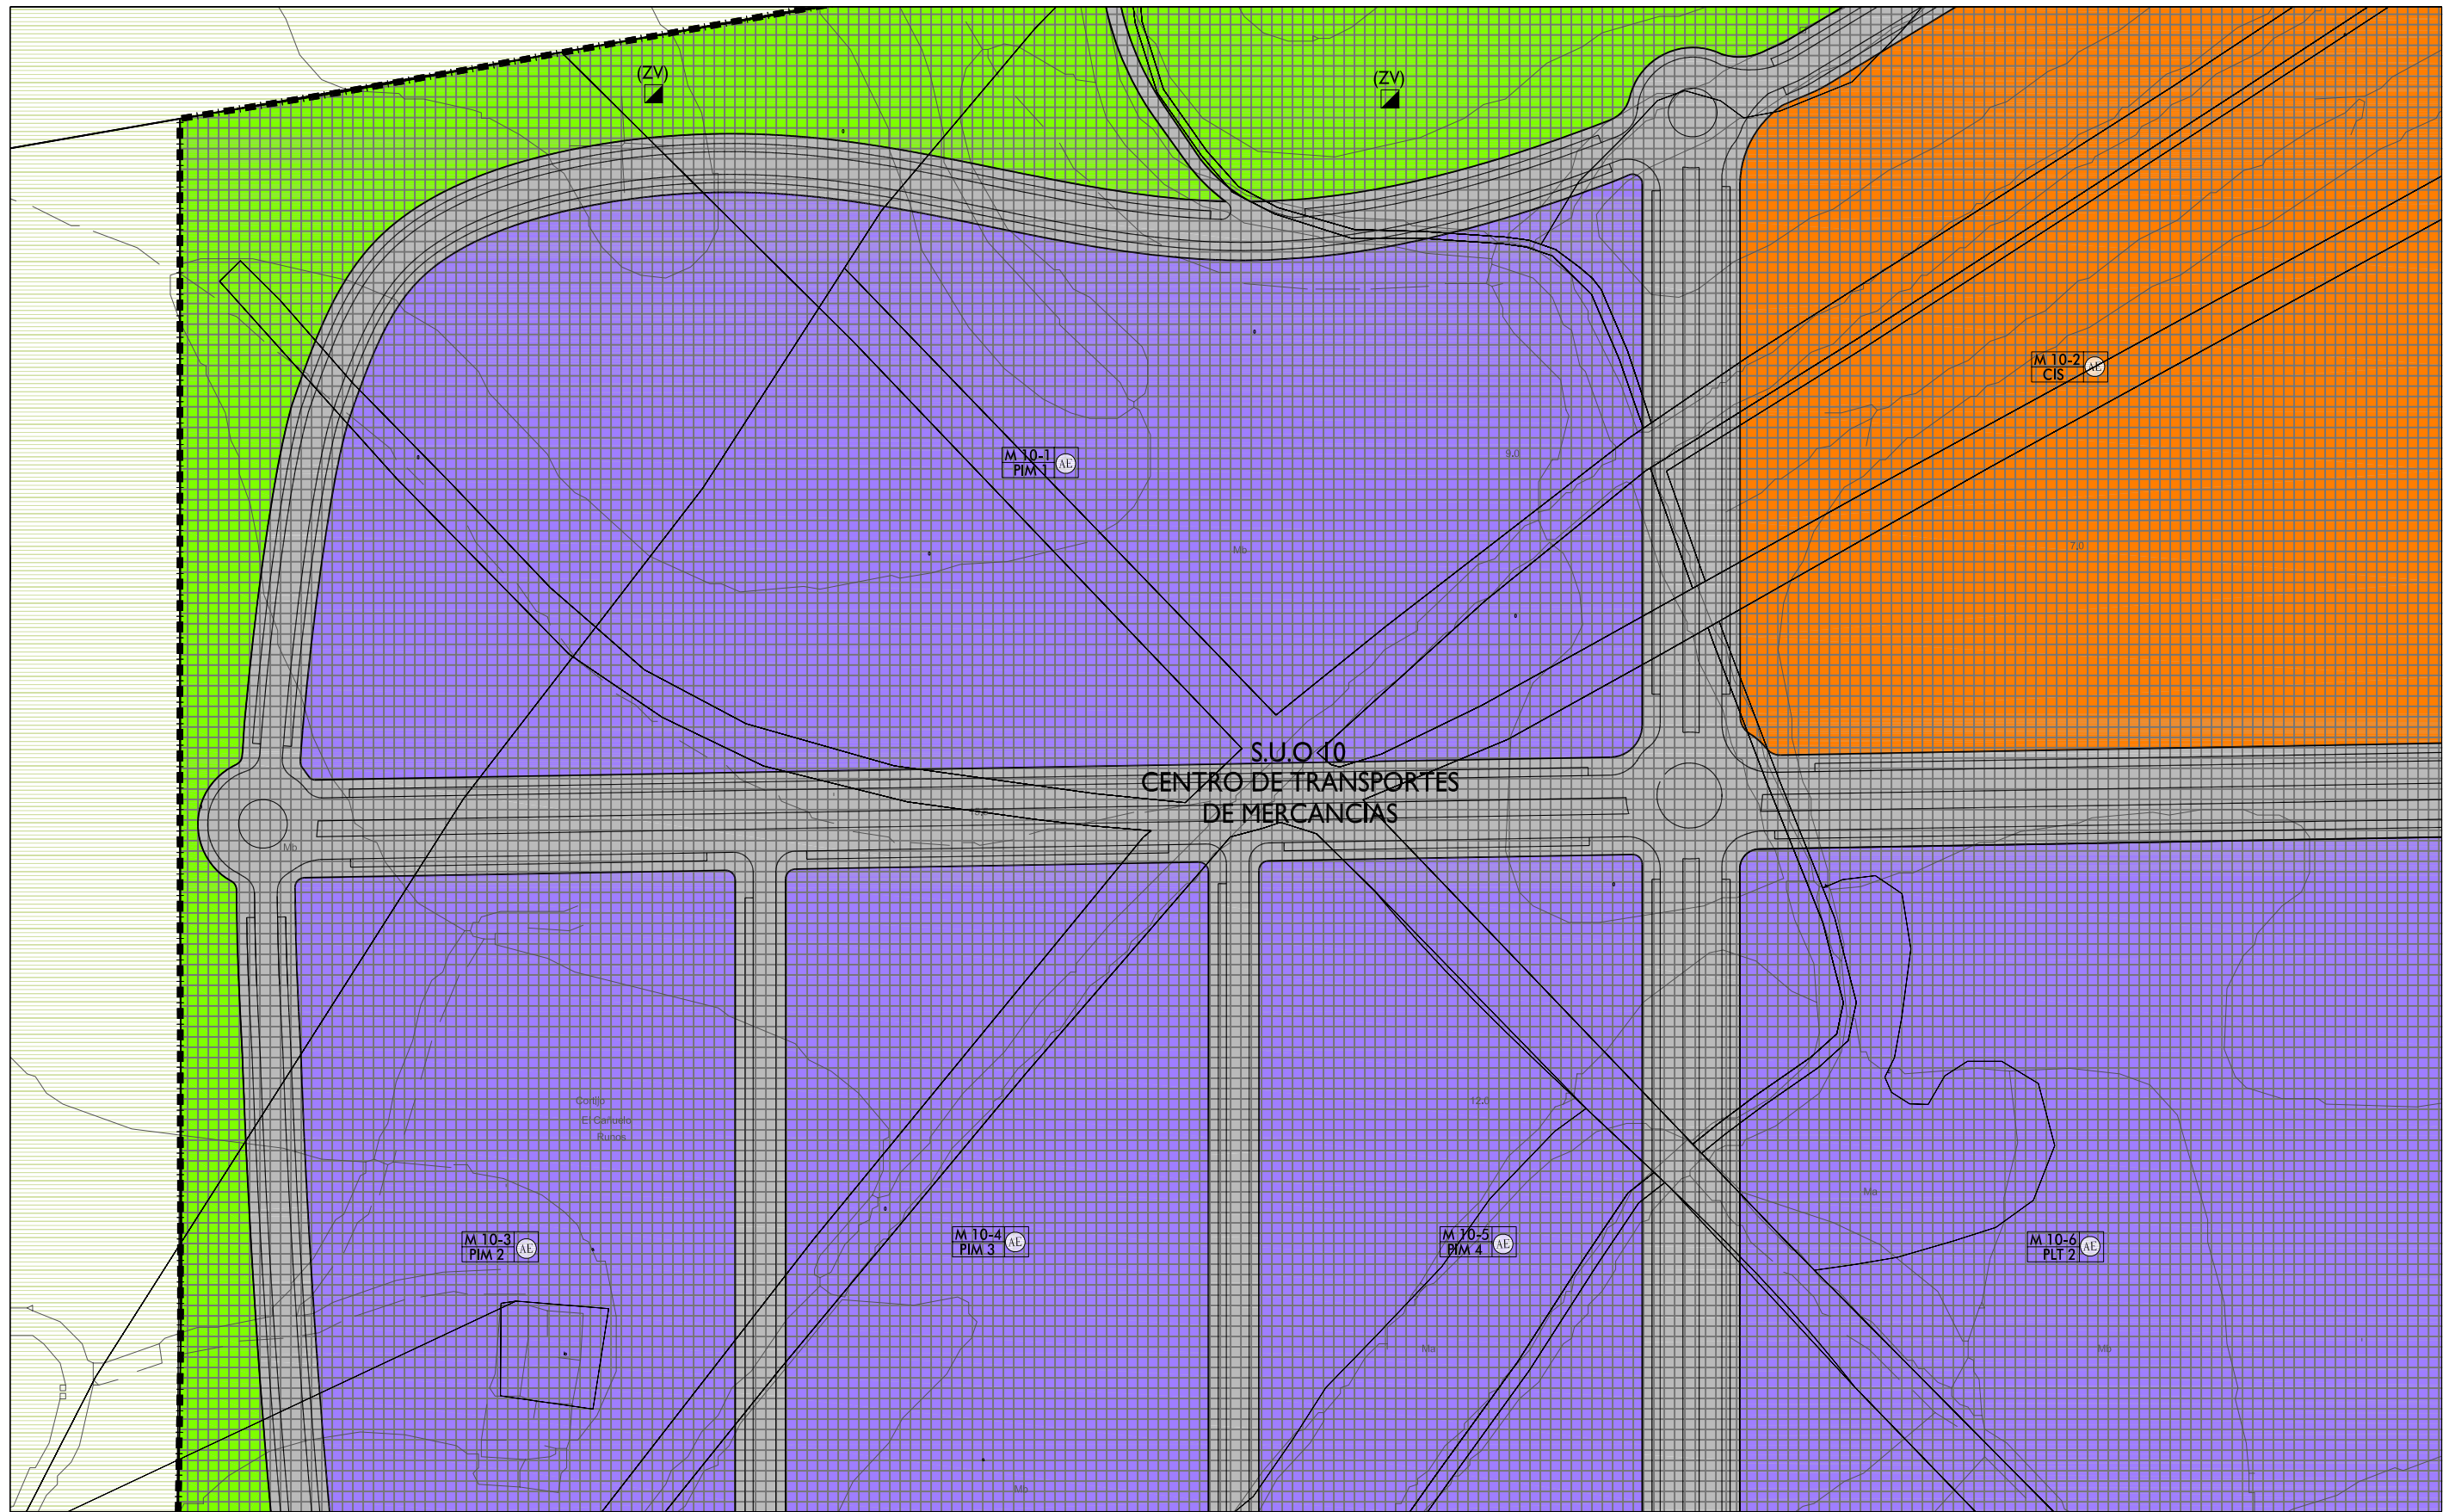 (ZV)
(ZV)
M 10-2
CIS
AE
M 10-1
PIM 1
AE
9,0
Mb
7,0
S.U.O 10
CENTRO DE TRANSPORTES
DE MERCANCIAS
Mb
Cortijo
El Cañuelo
Runos
12.0
Ma
M 10-3
PIM 2
AE
M 10-4
PIM 3
AE
M 10-5
PIM 4
AE
M 10-6
PLT 2
AE
Ma
Mb
Mb